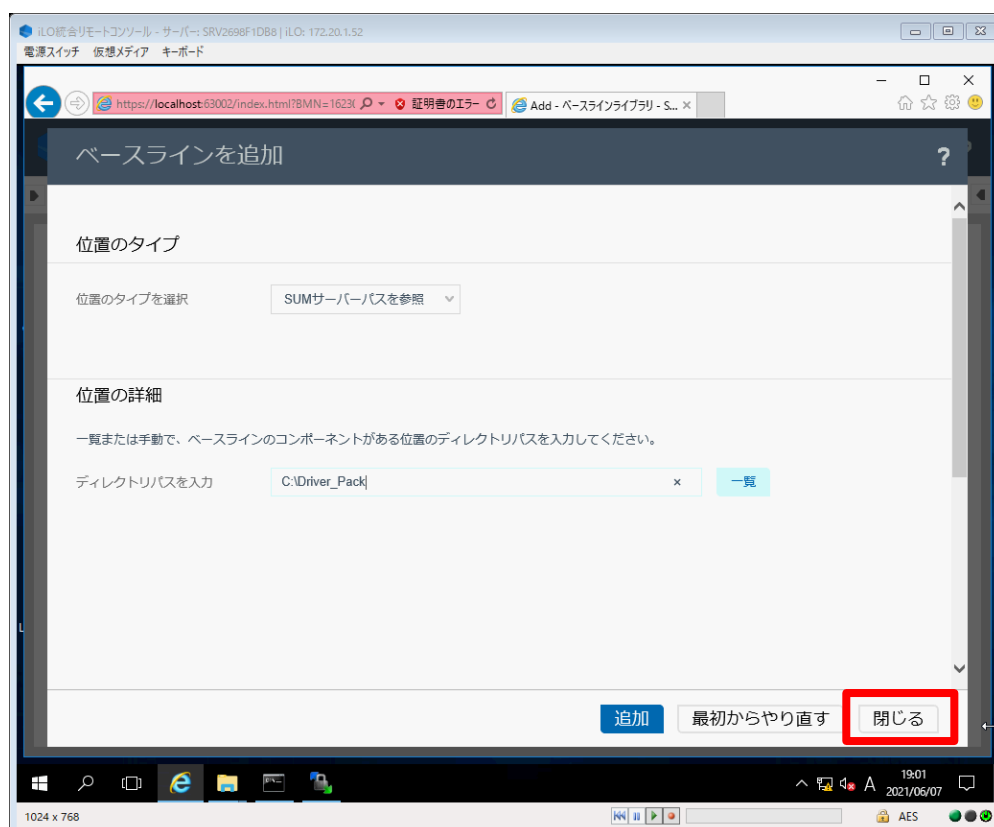 iLO統合リモートコンソール - サーバー: SRV2698F1DB8 | iLO: 172.20.1.52
電源スイッチ 仮想メディア キーボード
https://localhost:63002/index.html?BMN=1623( 証明書のエラー Add - ベースラインライブラリ - S...
ベースラインを追加 ?
位置のタイプ
位置のタイプを選択 SUMサーバーパスを参照
位置の詳細
一覧または手動で、ベースラインのコンポーネントがある位置のディレクトリパスを入力してください。
ディレクトリパスを入力 C:\Driver_Pack × 一覧
追加 最初からやり直す 閉じる
A 19:01
2021/06/07
1024 x 768 AES